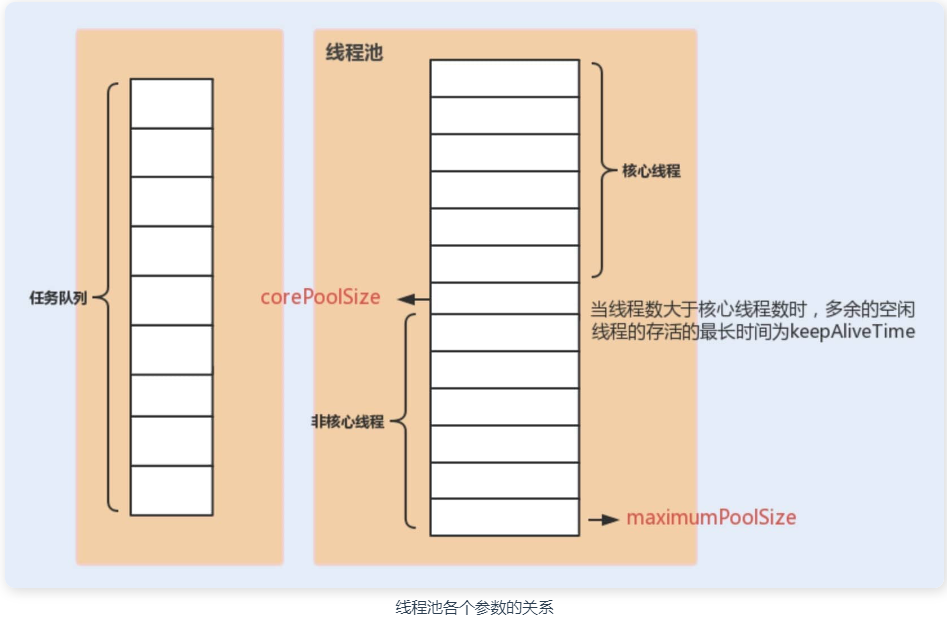 线程池
核心线程
任务队列
corePoolSize
当线程数大于核心线程数时，多余的空闲
线程的存活的最长时间为keepAliveTime
非核心线程
maximumPoolSize
线程池各个参数的关系